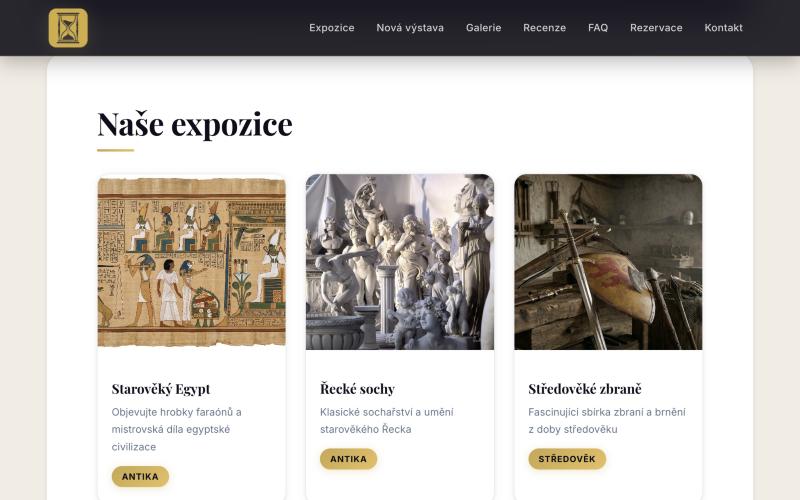 Expozice Nová výstava Galerie Recenze FAQ Rezervace Kontakt
Naše expozice
Starověký Egypt
Objevujte hrobky faraónů a
mistrovská díla egyptské
civilizace
ANTIKA
Řecké sochy
Klasické sochařství a umění
starověkého Řecka
ANTIKA
Středověké zbraně
Fascinující sbírka zbraní a brnění
z doby středověku
STŘEDOVĚK